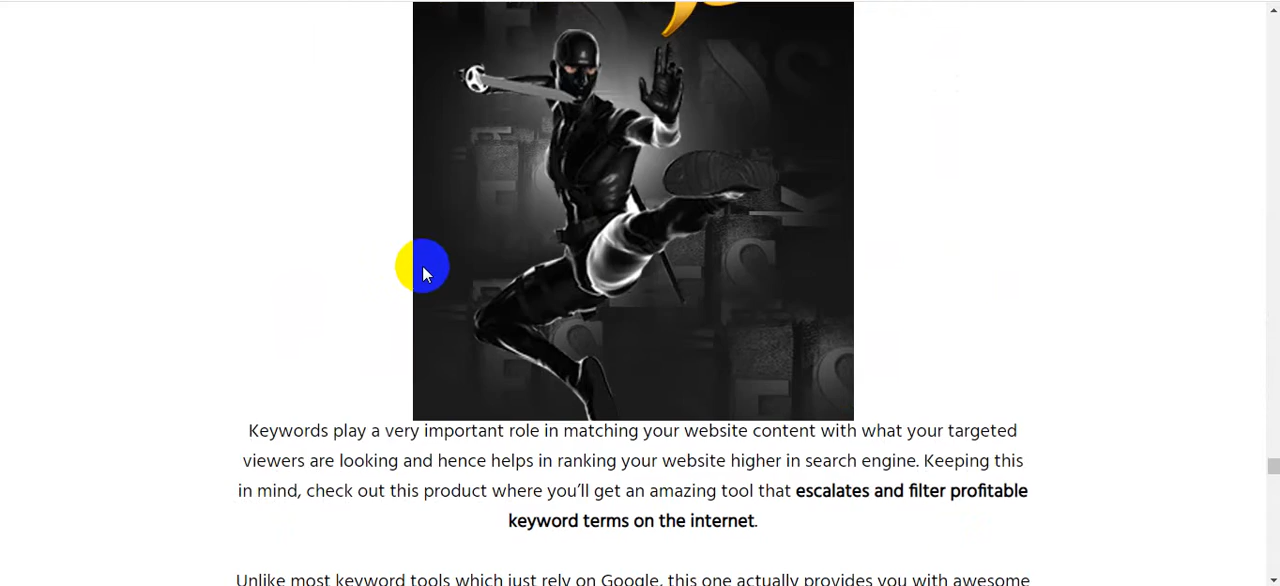 Keywords play a very important role in matching your website content with what your targeted
viewers are looking and hence helps in ranking your website higher in search engine. Keeping this
in mind, check out this product where you'll get an amazing tool that escalates and filter profitable
keyword terms on the internet.
Unlike most keyword tools which just rely on Google, this one actually provides you with awesome